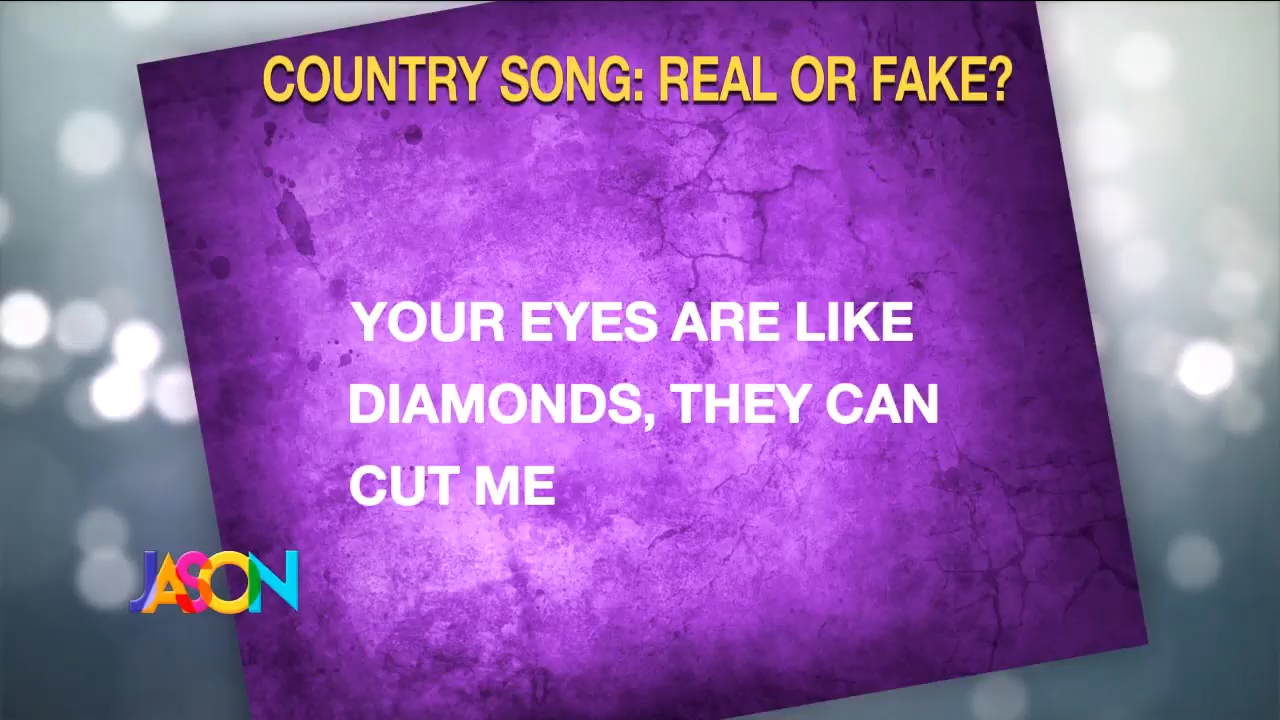 COUNTRY SONG: REAL OR FAKE?
YOUR EYES ARE LIKE
DIAMONDS, THEY CAN
CUT ME
JASON